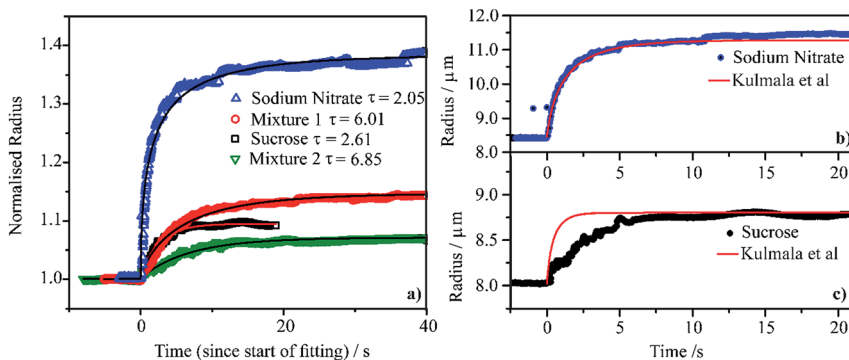 1.4
1.3
1.2
1.1
1.0
Normalised Radius
Sodium Nitrate τ = 2.05
Mixture 1 τ = 6.01
Sucrose τ = 2.61
Mixture 2 τ = 6.85
a)
0 20 40
Time (since start of fitting) / s
12.0
11.0
10.0
9.0
8.0
Radius / μm
Sodium Nitrate
Kulmala et al
b)
9.0
8.5
8.0
Radius / μm
Sucrose
Kulmala et al
c)
0 5 10 15 20
Time /s